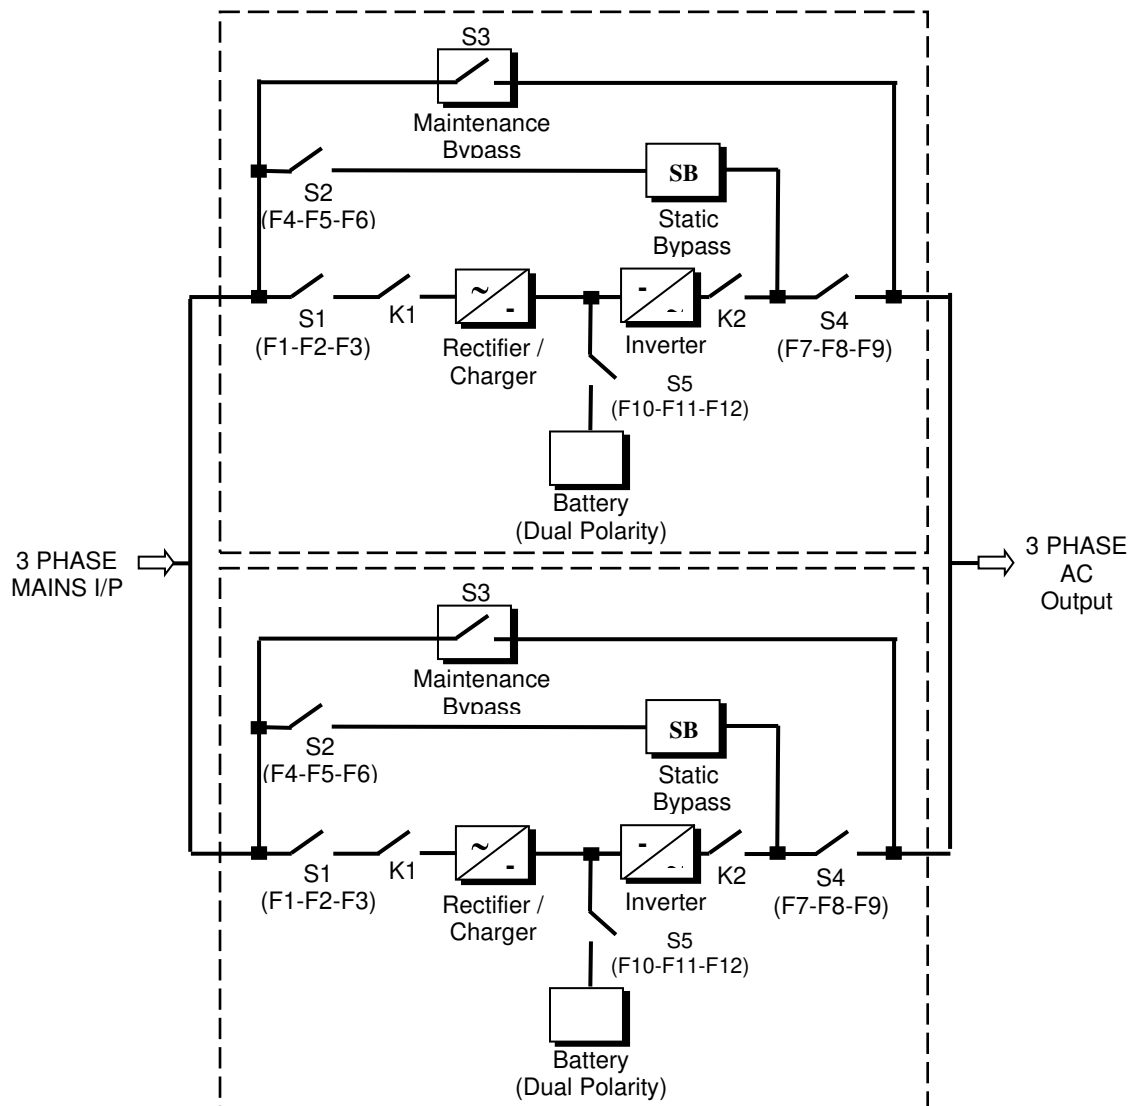 S3
Maintenance
Bypass
S2
(F4-F5-F6)
SB
Static
Bypass
S1
(F1-F2-F3)
K1
~
-
Rectifier /
Charger
-
~
Inverter
K2
S4
(F7-F8-F9)
S5
(F10-F11-F12)
Battery
(Dual Polarity)
3 PHASE
MAINS I/P
3 PHASE
AC
Output
S3
Maintenance
Bypass
S2
(F4-F5-F6)
SB
Static
Bypass
S1
(F1-F2-F3)
K1
~
-
Rectifier /
Charger
-
~
Inverter
K2
S4
(F7-F8-F9)
S5
(F10-F11-F12)
Battery
(Dual Polarity)